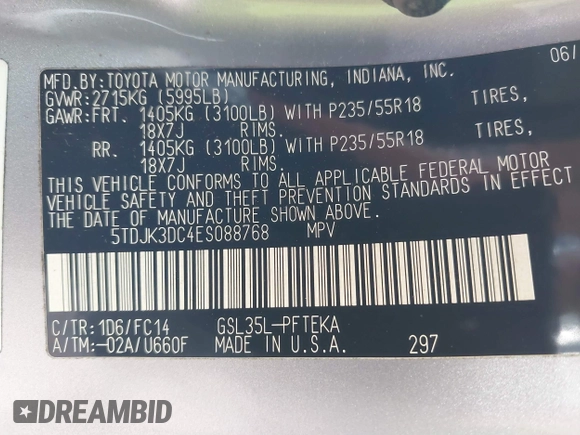 MFD.BY:TOYOTA MOTOR MANUFACTURING, INDIANA, INC. 06/
GVWR:2715KG (5995LB)
GAWR:FRT. 1405KG (3100LB) WITH P235/55R18 TIRES,
18X7J RIMS.
RR. 1405KG (3100LB) WITH P235/55R18 TIRES,
18X7J RIMS.
THIS VEHICLE CONFORMS TO ALL APPLICABLE FEDERAL MOTOR
VEHICLE SAFETY AND THEFT PREVENTION STANDARDS IN EFFECT
ON THE DATE OF MANUFACTURE SHOWN ABOVE.
5TDJK3DC4ES088768 MPV
C/TR:1D6/FC14 GSL35L-PFTEKA
A/TM:-02A/U660F MADE IN U.S.A. 297
DREAMBID